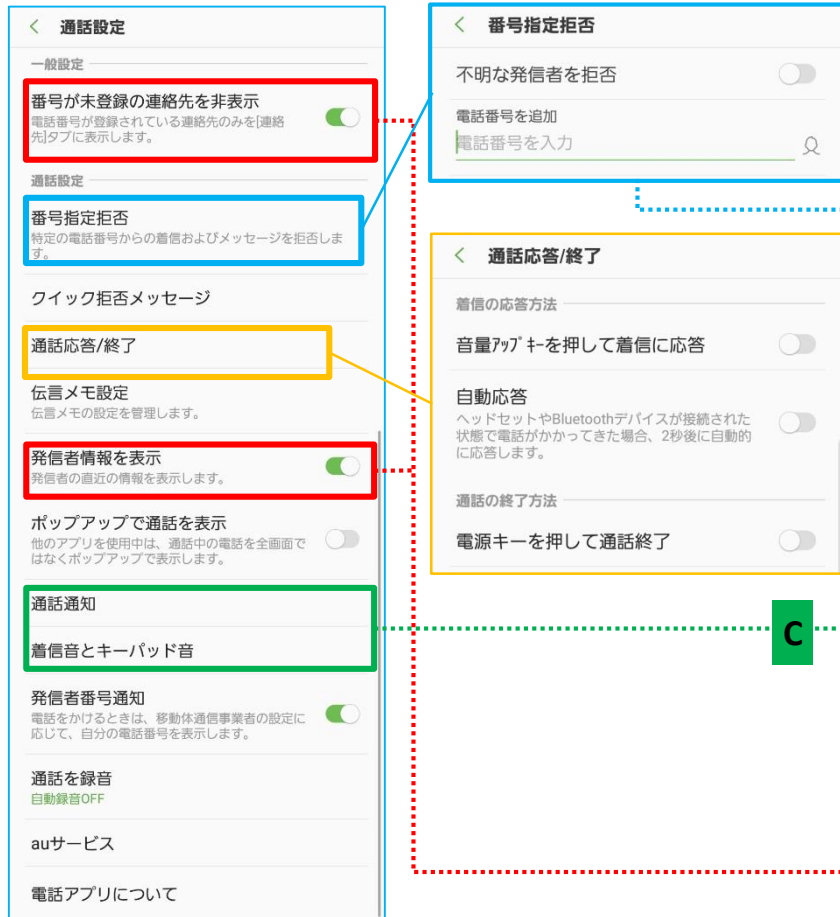 < 通話設定
一般設定
番号が未登録の連絡先を非表示
電話番号が登録されている連絡先のみを[連絡
先]タブに表示します。
通話設定
番号指定拒否
特定の電話番号からの着信およびメッセージを拒否しま
す。
クイック拒否メッセージ
通話応答/終了
伝言メモ設定
伝言メモの設定を管理します。
発信者情報を表示
発信者の直近の情報を表示します。
ポップアップで通話を表示
他のアプリを使用中は、通話中の電話を全画面で
はなくポップアップで表示します。
通話通知
着信音とキーパッド音
発信者番号通知
電話をかけるときは、移動体通信事業者の設定に
応じて、自分の電話番号を表示します。
通話を録音
自動録音OFF
auサービス
電話アプリについて
< 番号指定拒否
不明な発信者を拒否
電話番号を追加
電話番号を入力
< 通話応答/終了
着信の応答方法
音量ｱｯﾌﾟｷｰを押して着信に応答
自動応答
ヘッドセットやBluetoothデバイスが接続された
状態で電話がかかってきた場合、2秒後に自動的
に応答します。
通話の終了方法
電源キーを押して通話終了
C